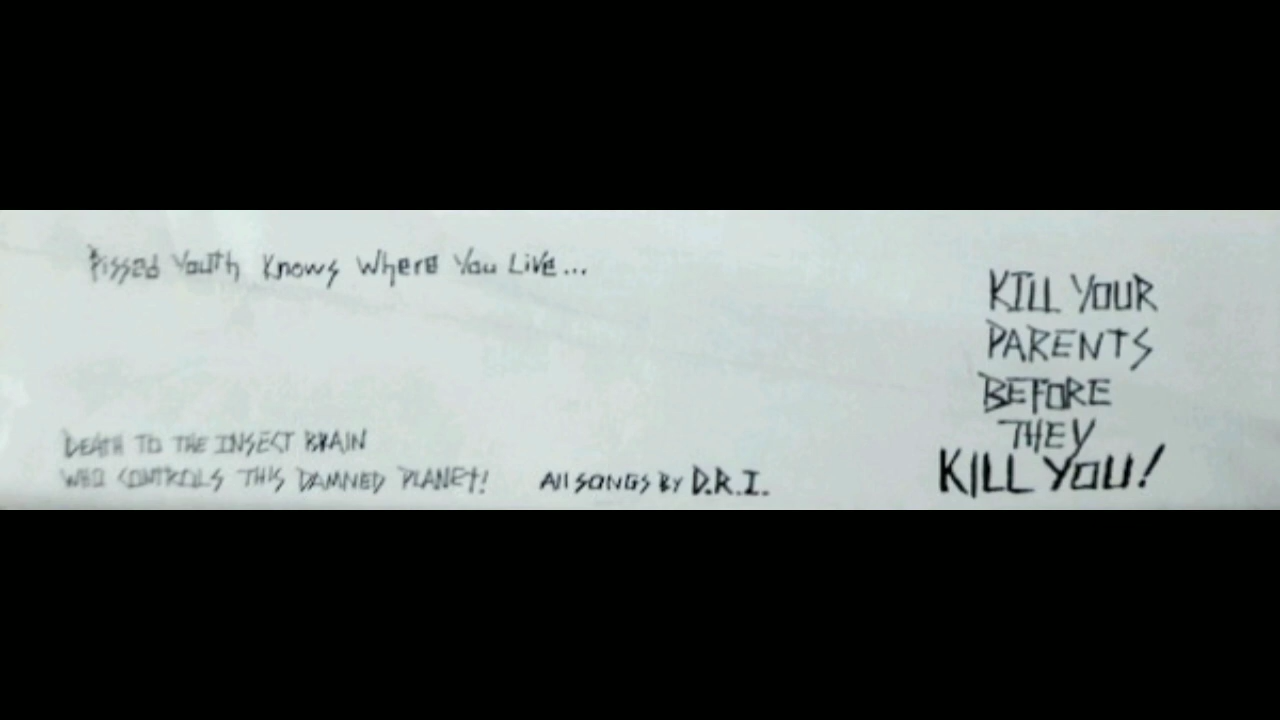 Pissed Youth Knows Where You Live...
KILL YOUR
PARENTS
BEFORE
THEY
KILL YOU!
DEATH TO THE INSECT BRAIN
WHO CONTROLS THIS DAMNED PLANET!
All SONGS BY D.R.I.